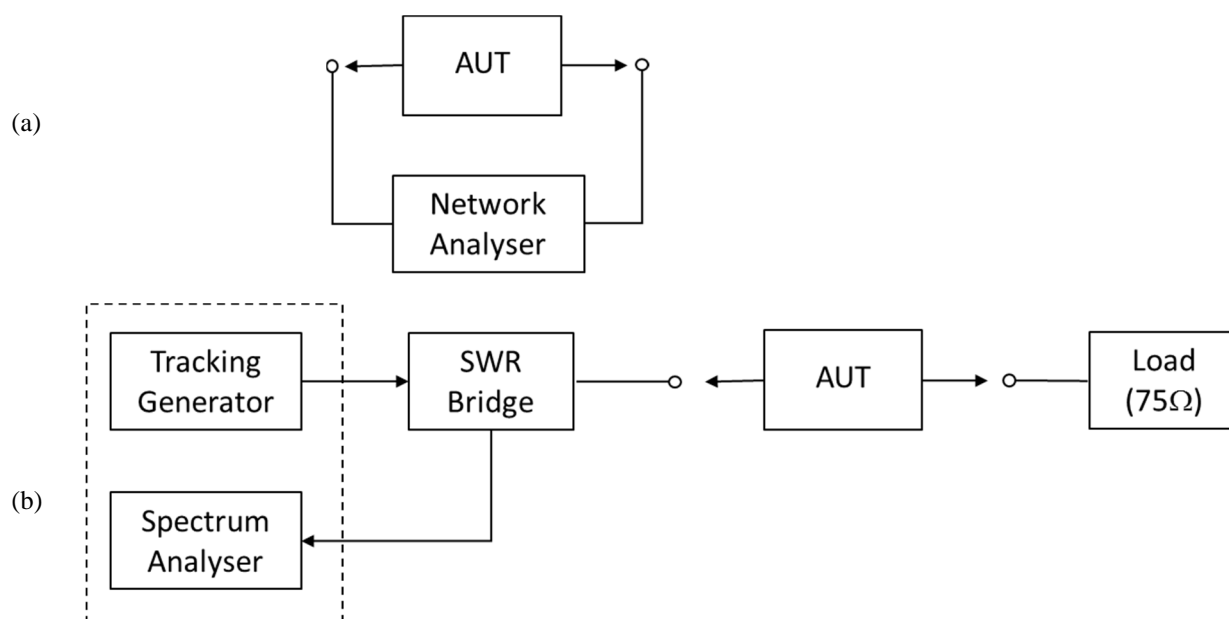 AUT
(a)
Network
Analyser
Tracking
Generator
SWR
Bridge
AUT
Load
(75Ω)
(b)
Spectrum
Analyser